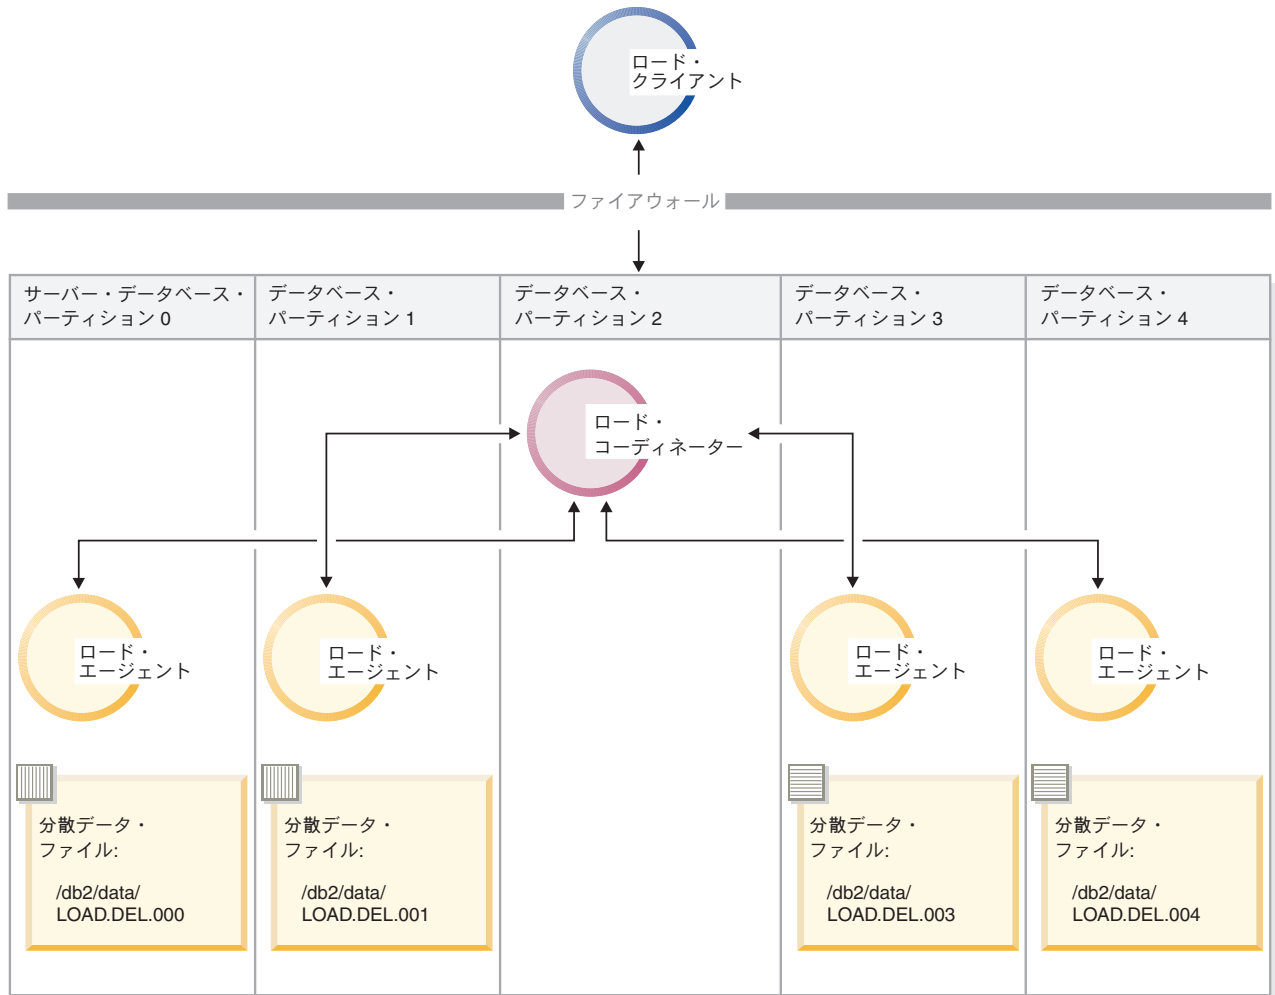 ロード・
クライアント
ファイアウォール
サーバー・データベース・
パーティション 0
データベース・
パーティション 1
データベース・
パーティション 2
データベース・
パーティション 3
データベース・
パーティション 4
ロード・
コーディネーター
ロード・
エージェント
ロード・
エージェント
ロード・
エージェント
ロード・
エージェント
分散データ・
ファイル:
/db2/data/
LOAD.DEL.000
分散データ・
ファイル:
/db2/data/
LOAD.DEL.001
分散データ・
ファイル:
/db2/data/
LOAD.DEL.003
分散データ・
ファイル:
/db2/data/
LOAD.DEL.004